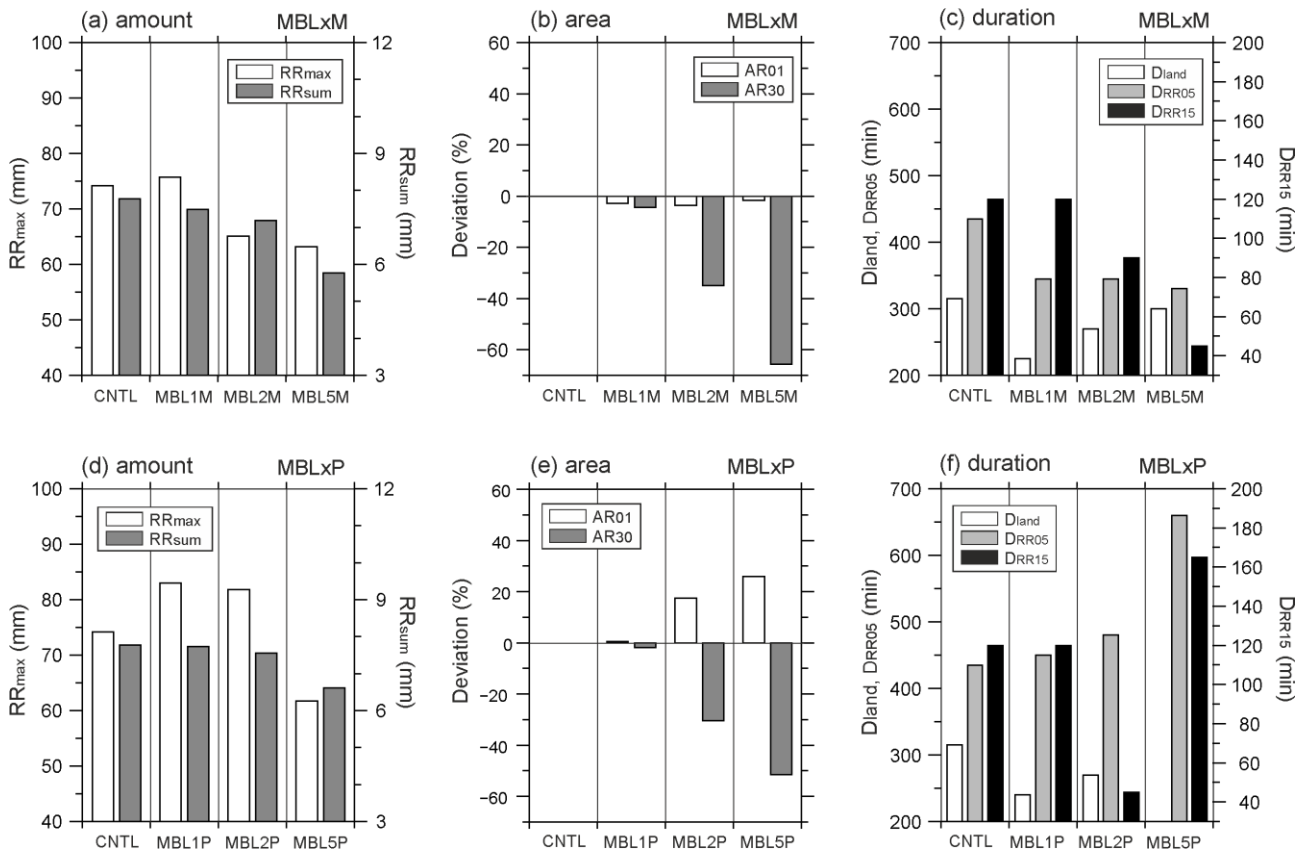 (a) amount MBLxM
100
90
80
70
60
50
40
RRmax (mm)
12
9
6
3
RRsum (mm)
RRmax
RRsum
CNTL MBL1M MBL2M MBL5M
(b) area MBLxM
60
40
20
0
−20
−40
−60
Deviation (%)
AR01
AR30
MBL1M MBL2M MBL5M
(c) duration MBLxM
700
600
500
400
300
200
Dland, DRR05 (min)
200
180
160
140
120
100
80
60
40
DRR15 (min)
Dland
DRR05
DRR15
CNTL MBL1M MBL2M MBL5M
(d) amount MBLxP
100
90
80
70
60
50
40
RRmax (mm)
12
9
6
3
RRsum (mm)
RRmax
RRsum
CNTL MBL1P MBL2P MBL5P
(e) area MBLxP
60
40
20
0
−20
−40
−60
Deviation (%)
AR01
AR30
CNTL MBL1P MBL2P MBL5P
(f) duration MBLxP
700
600
500
400
300
200
Dland, DRR05 (min)
200
180
160
140
120
100
80
60
40
DRR15 (min)
Dland
DRR05
DRR15
CNTL MBL1P MBL2P MBL5P